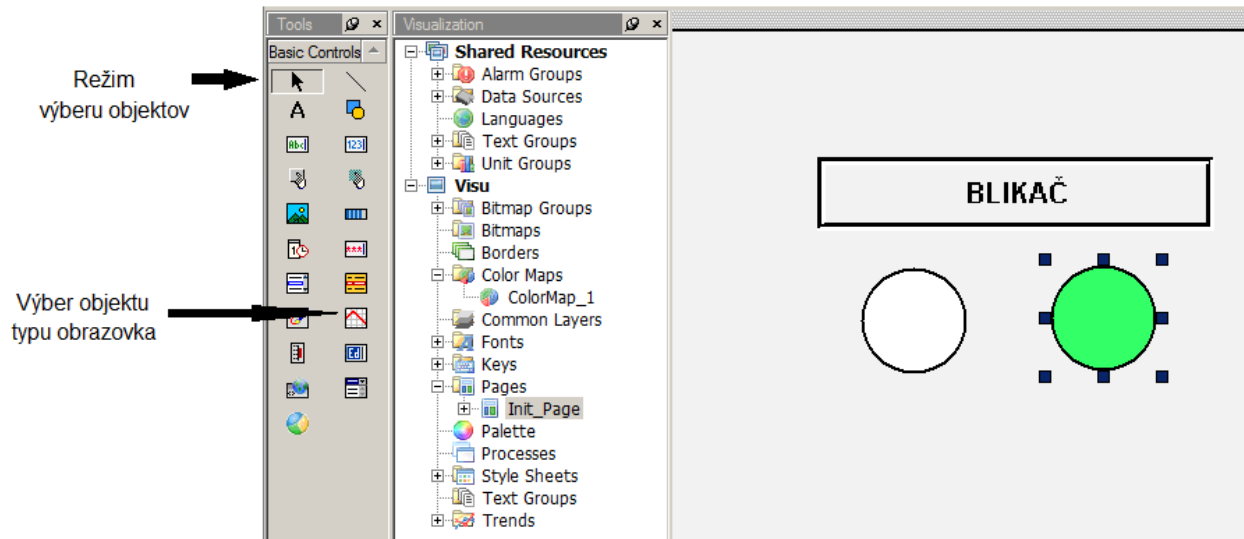 Tools
Basic Controls
Režim
výberu objektov
Výber objektu
typu obrazovka
A
Abc
123
***
Visualization
Shared Resources
Alarm Groups
Data Sources
Languages
Text Groups
Unit Groups
Visu
Bitmap Groups
Bitmaps
Borders
Color Maps
ColorMap_1
Common Layers
Fonts
Keys
Pages
Init_Page
Palette
Processes
Style Sheets
Text Groups
Trends
BLIKAČ